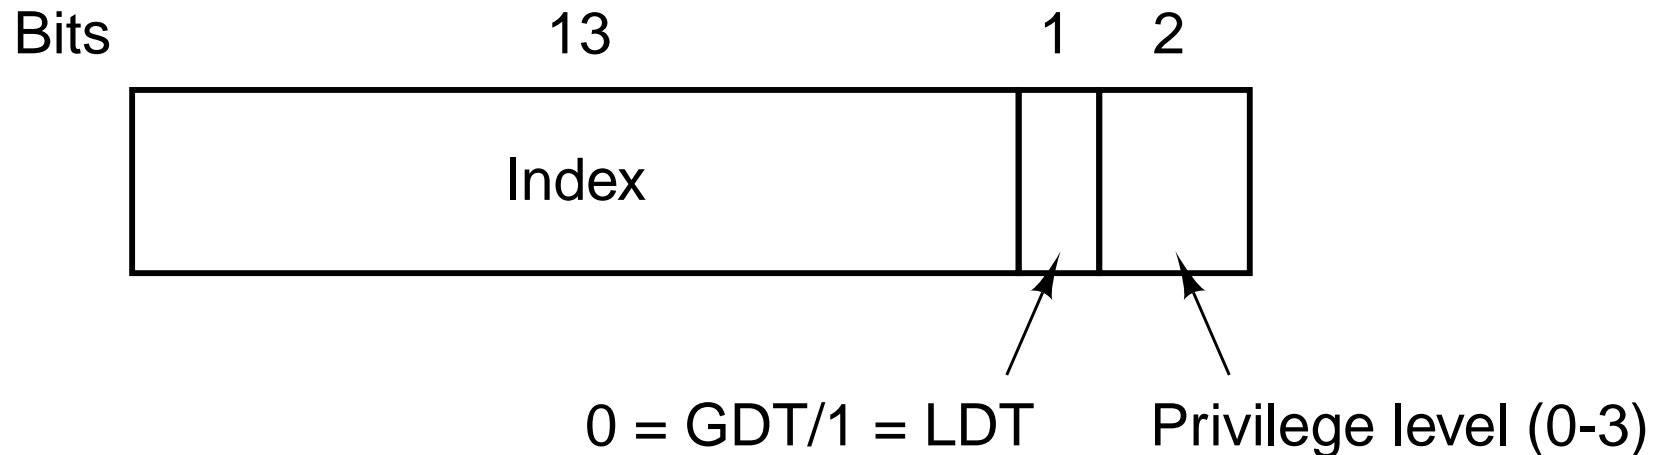 Bits 13 1 2
Index
0 = GDT/1 = LDT Privilege level (0-3)